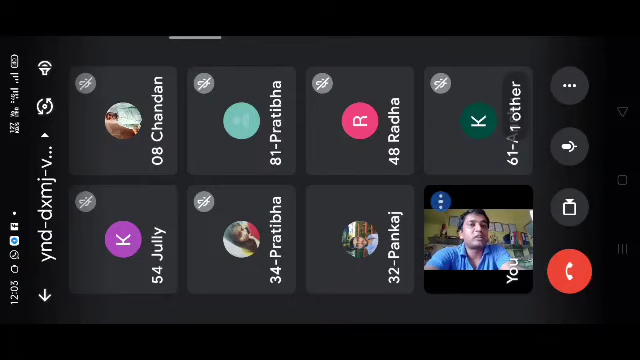 12:03
ynd-dxmj-v...
54 Jully
08 Chandan
34-Pratibha
81-Pratibha
32-Pankaj
R
48 Radha
You
K
61-A
1 other
K